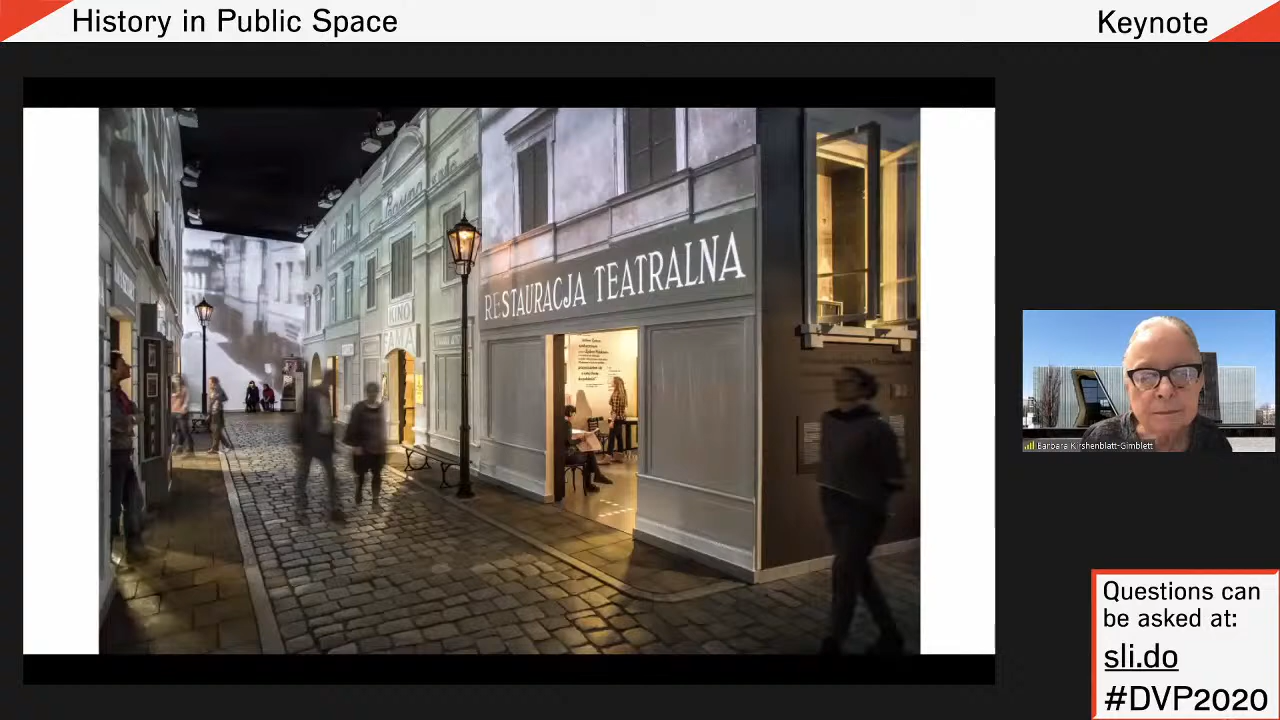 History in Public Space
Keynote
RESTAURACJA TEATRALNA
KINO
FAMA
Barbara Kirshenblatt-Gimblett
Questions can
be asked at:
sli.do
#DVP2020